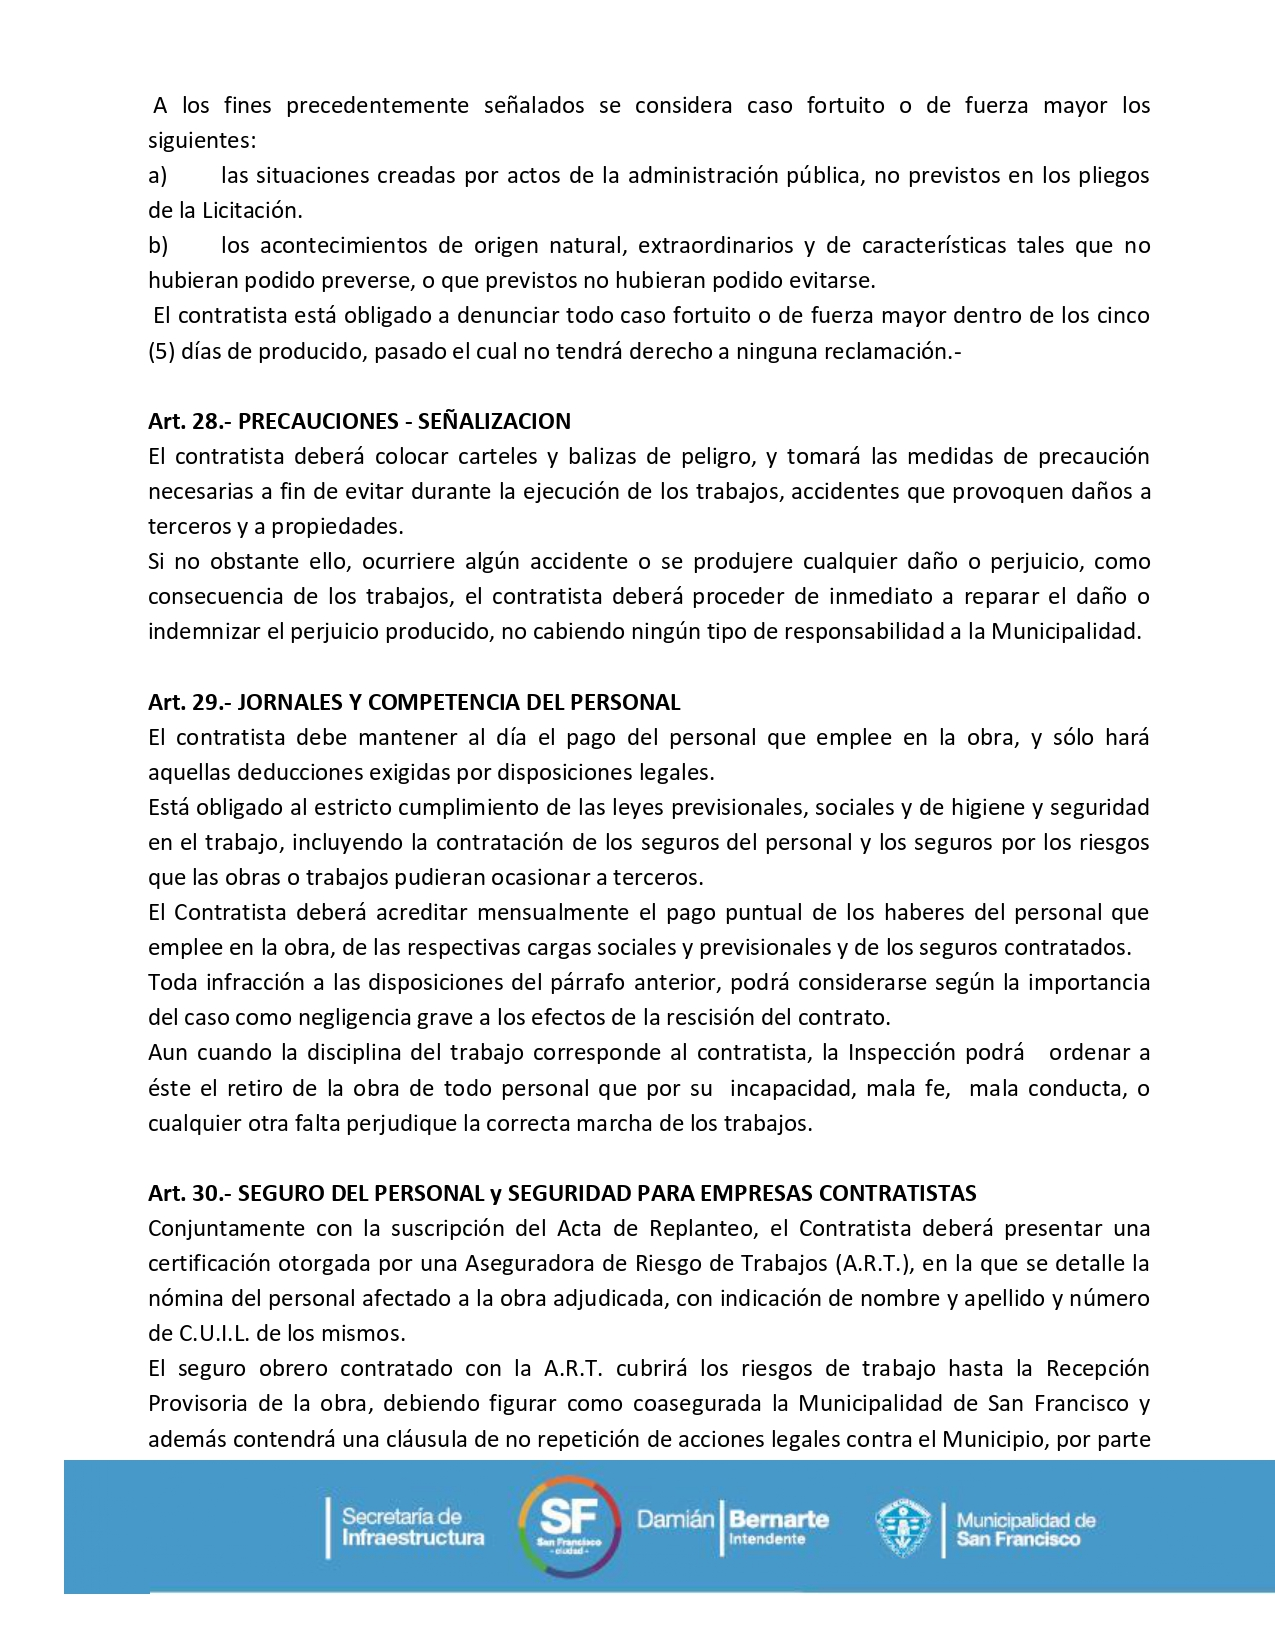 A los fines precedentemente señalados se considera caso fortuito o de fuerza mayor los
siguientes:
a) las situaciones creadas por actos de la administración pública, no previstos en los pliegos
de la Licitación.
b) los acontecimientos de origen natural, extraordinarios y de características tales que no
hubieran podido preverse, o que previstos no hubieran podido evitarse.
El contratista está obligado a denunciar todo caso fortuito o de fuerza mayor dentro de los cinco
(5) días de producido, pasado el cual no tendrá derecho a ninguna reclamación.-
Art. 28.- PRECAUCIONES - SEÑALIZACION
El contratista deberá colocar carteles y balizas de peligro, y tomará las medidas de precaución
necesarias a fin de evitar durante la ejecución de los trabajos, accidentes que provoquen daños a
terceros y a propiedades.
Si no obstante ello, ocurriere algún accidente o se produjere cualquier daño o perjuicio, como
consecuencia de los trabajos, el contratista deberá proceder de inmediato a reparar el daño o
indemnizar el perjuicio producido, no cabiendo ningún tipo de responsabilidad a la Municipalidad.
Art. 29.- JORNALES Y COMPETENCIA DEL PERSONAL
El contratista debe mantener al día el pago del personal que emplee en la obra, y sólo hará
aquellas deducciones exigidas por disposiciones legales.
Está obligado al estricto cumplimiento de las leyes previsionales, sociales y de higiene y seguridad
en el trabajo, incluyendo la contratación de los seguros del personal y los seguros por los riesgos
que las obras o trabajos pudieran ocasionar a terceros.
El Contratista deberá acreditar mensualmente el pago puntual de los haberes del personal que
emplee en la obra, de las respectivas cargas sociales y previsionales y de los seguros contratados.
Toda infracción a las disposiciones del párrafo anterior, podrá considerarse según la importancia
del caso como negligencia grave a los efectos de la rescisión del contrato.
Aun cuando la disciplina del trabajo corresponde al contratista, la Inspección podrá ordenar a
éste el retiro de la obra de todo personal que por su incapacidad, mala fe, mala conducta, o
cualquier otra falta perjudique la correcta marcha de los trabajos.
Art. 30.- SEGURO DEL PERSONAL y SEGURIDAD PARA EMPRESAS CONTRATISTAS
Conjuntamente con la suscripción del Acta de Replanteo, el Contratista deberá presentar una
certificación otorgada por una Aseguradora de Riesgo de Trabajos (A.R.T.), en la que se detalle la
nómina del personal afectado a la obra adjudicada, con indicación de nombre y apellido y número
de C.U.I.L. de los mismos.
El seguro obrero contratado con la A.R.T. cubrirá los riesgos de trabajo hasta la Recepción
Provisoria de la obra, debiendo figurar como coasegurada la Municipalidad de San Francisco y
además contendrá una cláusula de no repetición de acciones legales contra el Municipio, por parte
Secretaría de
Infraestructura
SF
San Francisco
- ciudad -
Damián Bernarte
Intendente
Municipalidad de
San Francisco